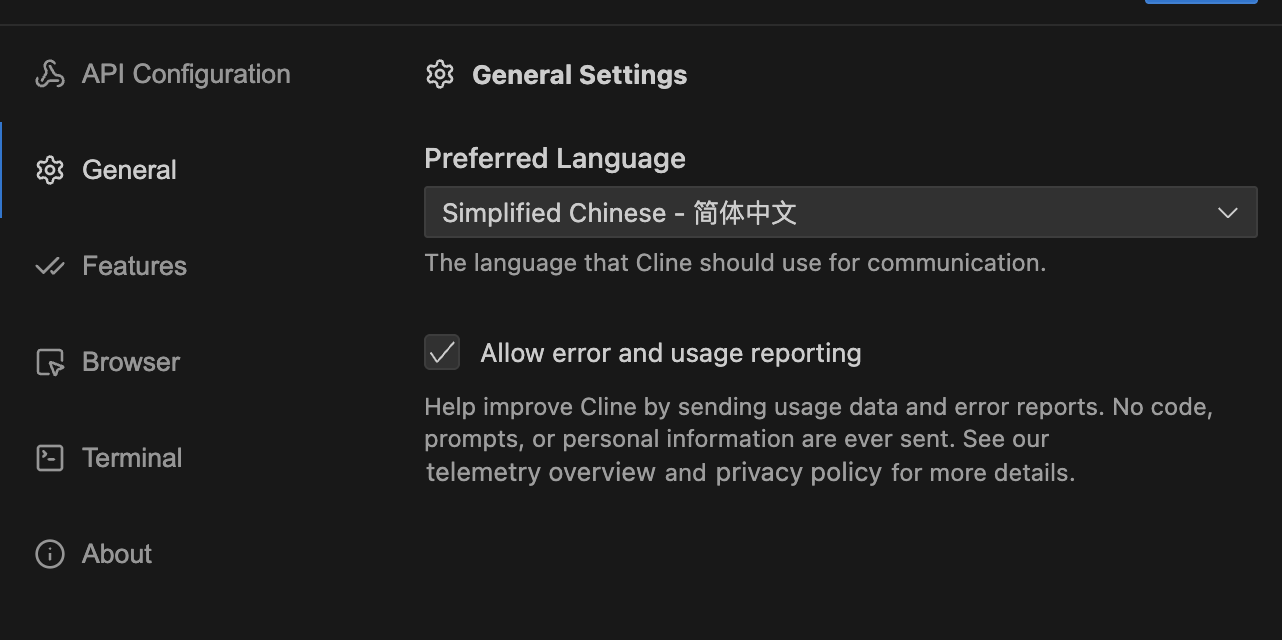 API Configuration
General
Features
Browser
Terminal
About
General Settings
Preferred Language
Simplified Chinese - 简体中文
The language that Cline should use for communication.
Allow error and usage reporting
Help improve Cline by sending usage data and error reports. No code,
prompts, or personal information are ever sent. See our
telemetry overview and privacy policy for more details.